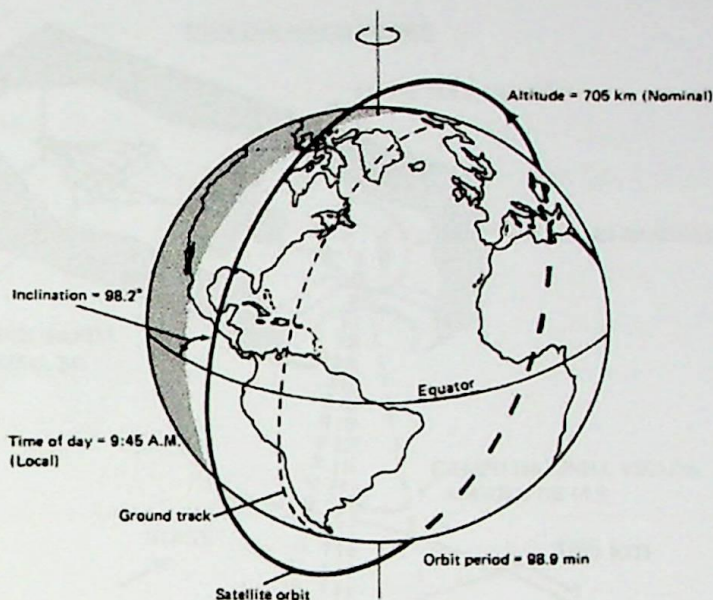 Altitude = 705 km (Nominal)
Inclination = 98.2°
Equator
Time of day = 9:45 A.M.
(Local)
Ground track
Orbit period = 98.9 min
Satellite orbit